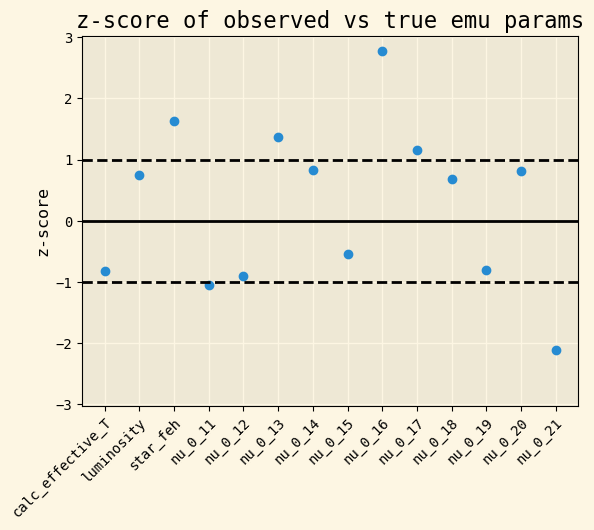 z-score of observed vs true emu params
z-score
3
2
1
0
−1
−2
−3
calc_effective_T
luminosity
star_feh
nu_0_11
nu_0_12
nu_0_13
nu_0_14
nu_0_15
nu_0_16
nu_0_17
nu_0_18
nu_0_19
nu_0_20
nu_0_21